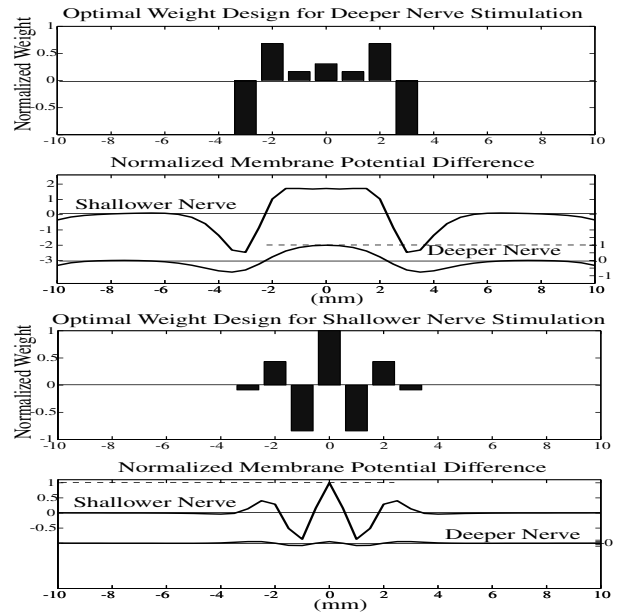 Optimal Weight Design for Deeper Nerve Stimulation
Normalized Weight
1
0.5
0
-0.5
-10 -8 -6 -4 -2 0 2 4 6 8 10
Normalized Membrane Potential Difference
2
1
0
-1
-2
-3
Shallower Nerve
Deeper Nerve
1
0
-1
-10 -8 -6 -4 -2 0 2 4 6 8 10
(mm)
Optimal Weight Design for Shallower Nerve Stimulation
Normalized Weight
1
0.5
0
-0.5
-1
-10 -8 -6 -4 -2 0 2 4 6 8 10
Normalized Membrane Potential Difference
1
0.5
0
-0.5
Shallower Nerve
Deeper Nerve
0
-10 -8 -6 -4 -2 0 2 4 6 8 10
(mm)